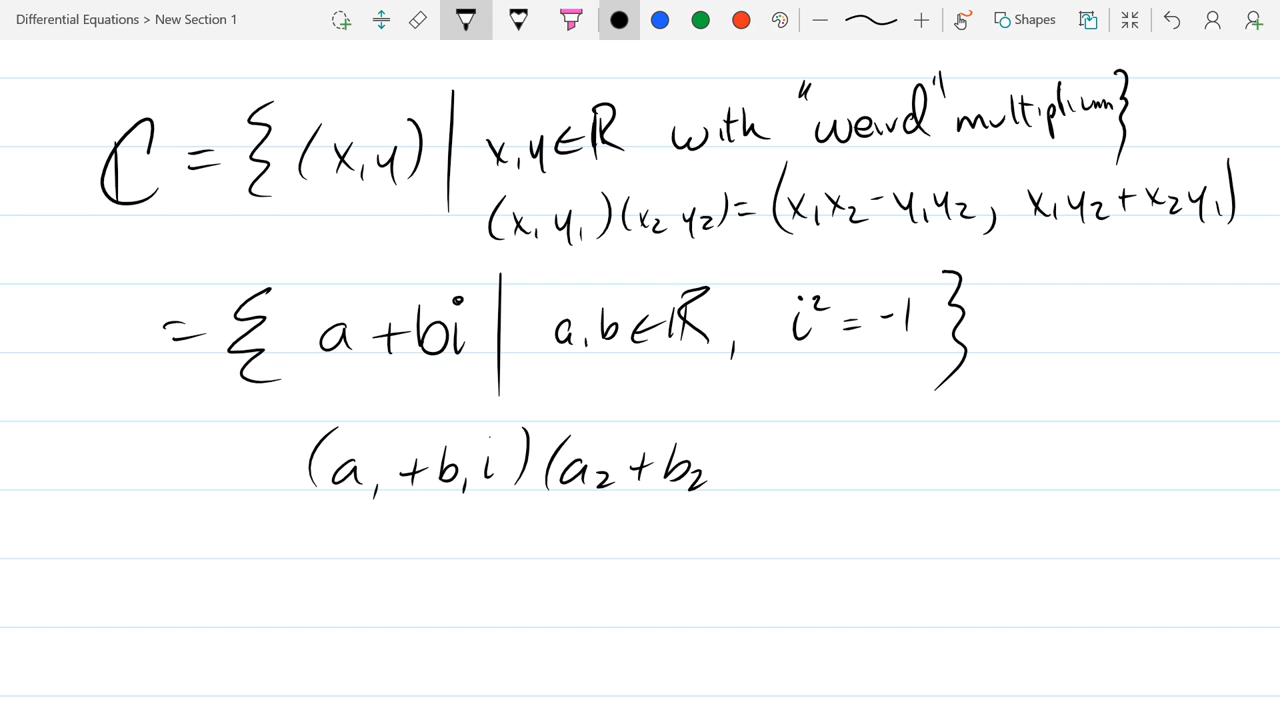 Differential Equations > New Section 1
Shapes
ℂ = { (x,y) | x,y ∈ ℝ with "weird" }
(x₁ y₁)(x₂ y₂) = (x₁x₂ - y₁y₂, x₁y₂ + x₂y₁)
= { a + bi | a,b ∈ ℝ, i² = -1 }
(a₁ + b₁i)(a₂ + b₂